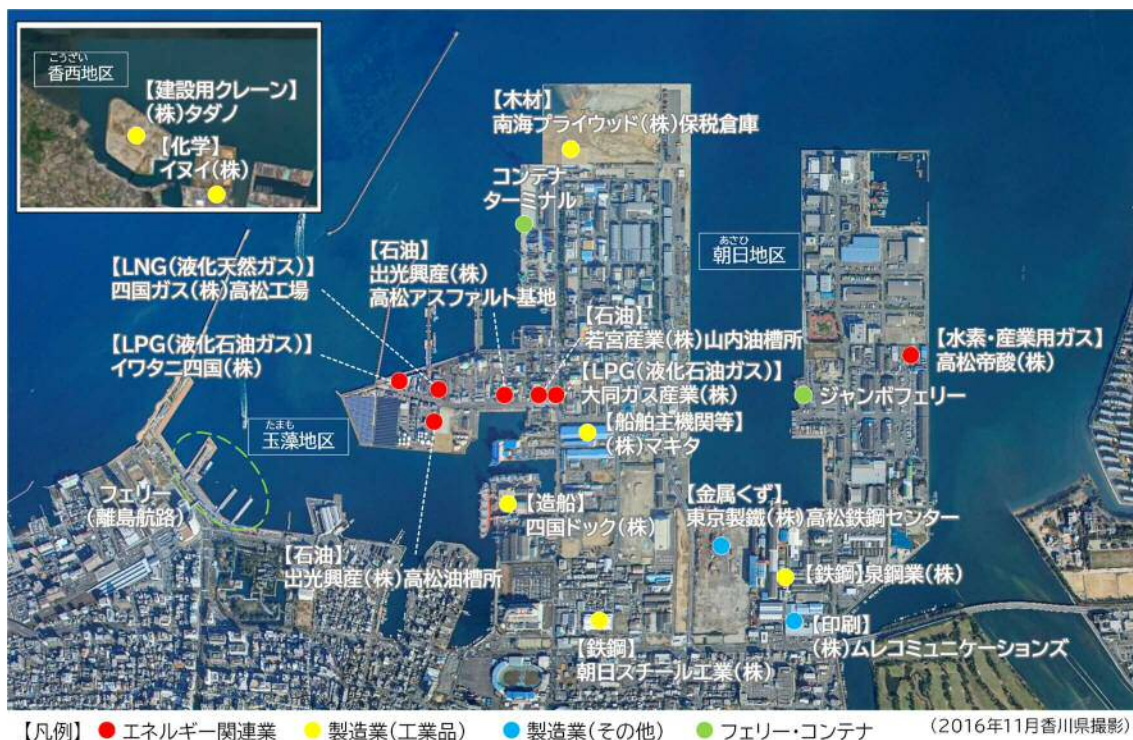 こうざい
香西地区
【建設用クレーン】
(株)タダノ
【化学】
イヌイ(株)
【木材】
南海プライウッド(株)保税倉庫
コンテナ
ターミナル
あさひ
朝日地区
【LNG(液化天然ガス)】
四国ガス(株)高松工場
【石油】
出光興産(株)
高松アスファルト基地
【石油】
若宮産業(株)山内油槽所
【水素・産業用ガス】
高松帝酸(株)
【LPG(液化石油ガス)】
イワタニ四国(株)
【LPG(液化石油ガス)】
大同ガス産業(株)
ジャンボフェリー
たまも
玉藻地区
【船舶主機関等】
(株)マキタ
フェリー
(離島航路)
【造船】
四国ドック(株)
【金属くず】
東京製鐵(株)高松鉄鋼センター
【石油】
出光興産(株)高松油槽所
【鉄鋼】泉鋼業(株)
【鉄鋼】
朝日スチール工業(株)
【印刷】
(株)ムレコミュニケーションズ
【凡例】 エネルギー関連業 製造業(工業品) 製造業(その他) フェリー・コンテナ (2016年11月香川県撮影)